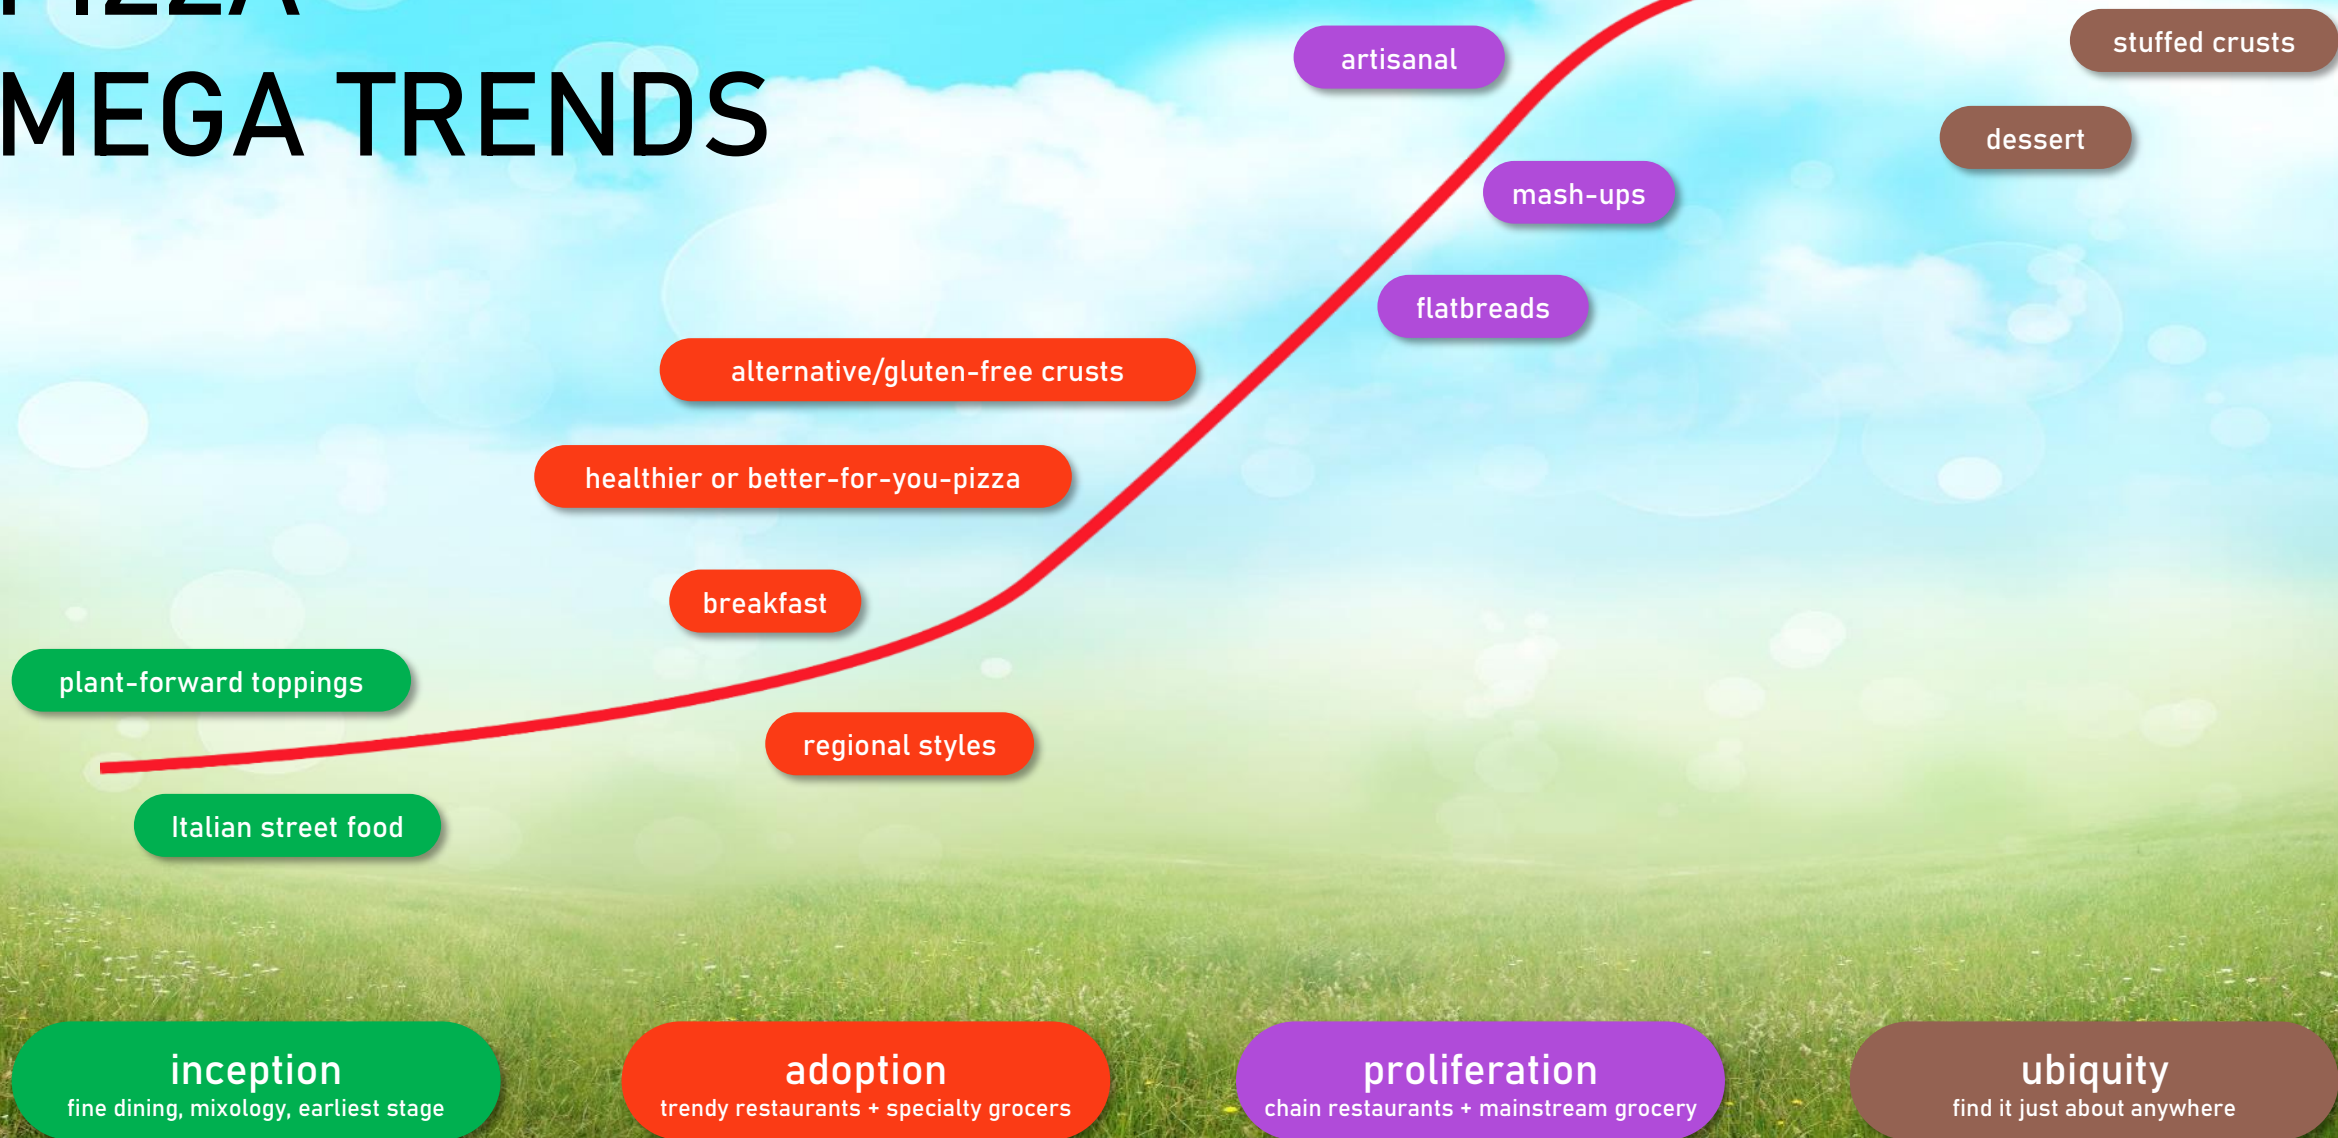 PIZZA
MEGA TRENDS
artisanal
stuffed crusts
dessert
mash-ups
flatbreads
alternative/gluten-free crusts
healthier or better-for-you-pizza
breakfast
plant-forward toppings
regional styles
Italian street food
inception
fine dining, mixology, earliest stage
adoption
trendy restaurants + specialty grocers
proliferation
chain restaurants + mainstream grocery
ubiquity
find it just about anywhere